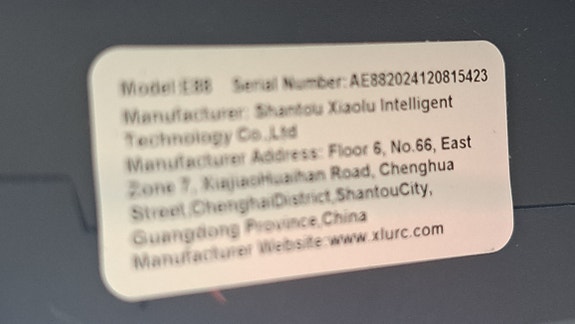 Model:E88 Serial Number: AE882024120815423
Manufacturer: Shantou Xiaolu Intelligent
Technology Co.,Ltd
Manufacturer Address: Floor 6, No.66, East
Zone 7, Huaihan Road, Chenghua
Street,ChenghaiDistrict,ShantouCity,
Guangdong Province,China
Manufacturer Website:www.xlurc.com